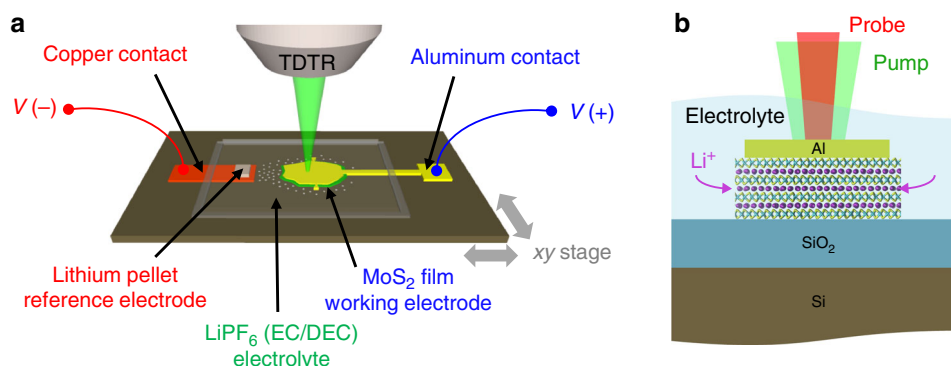 a
Copper contact
TDTR
Aluminum contact
V (–)
V (+)
xy stage
Lithium pellet
reference electrode
MoS₂ film
working electrode
LiPF₆ (EC/DEC)
electrolyte
b
Probe
Pump
Electrolyte
Al
Li⁺
SiO₂
Si